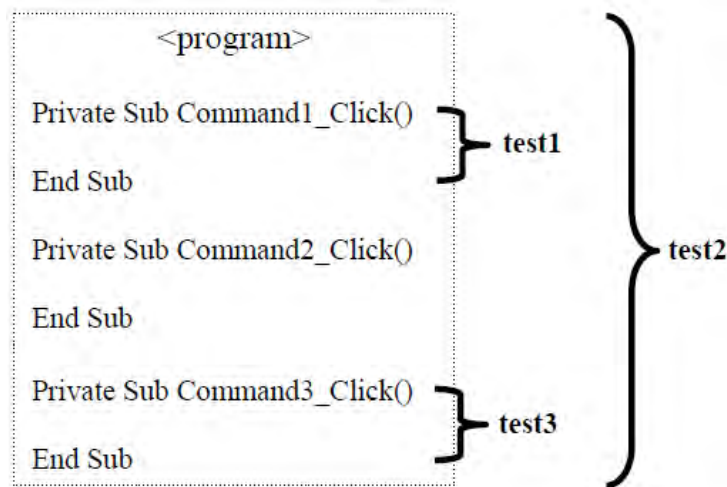 <program>
Private Sub Command1_Click()
test1
End Sub
Private Sub Command2_Click()
test2
End Sub
Private Sub Command3_Click()
test3
End Sub